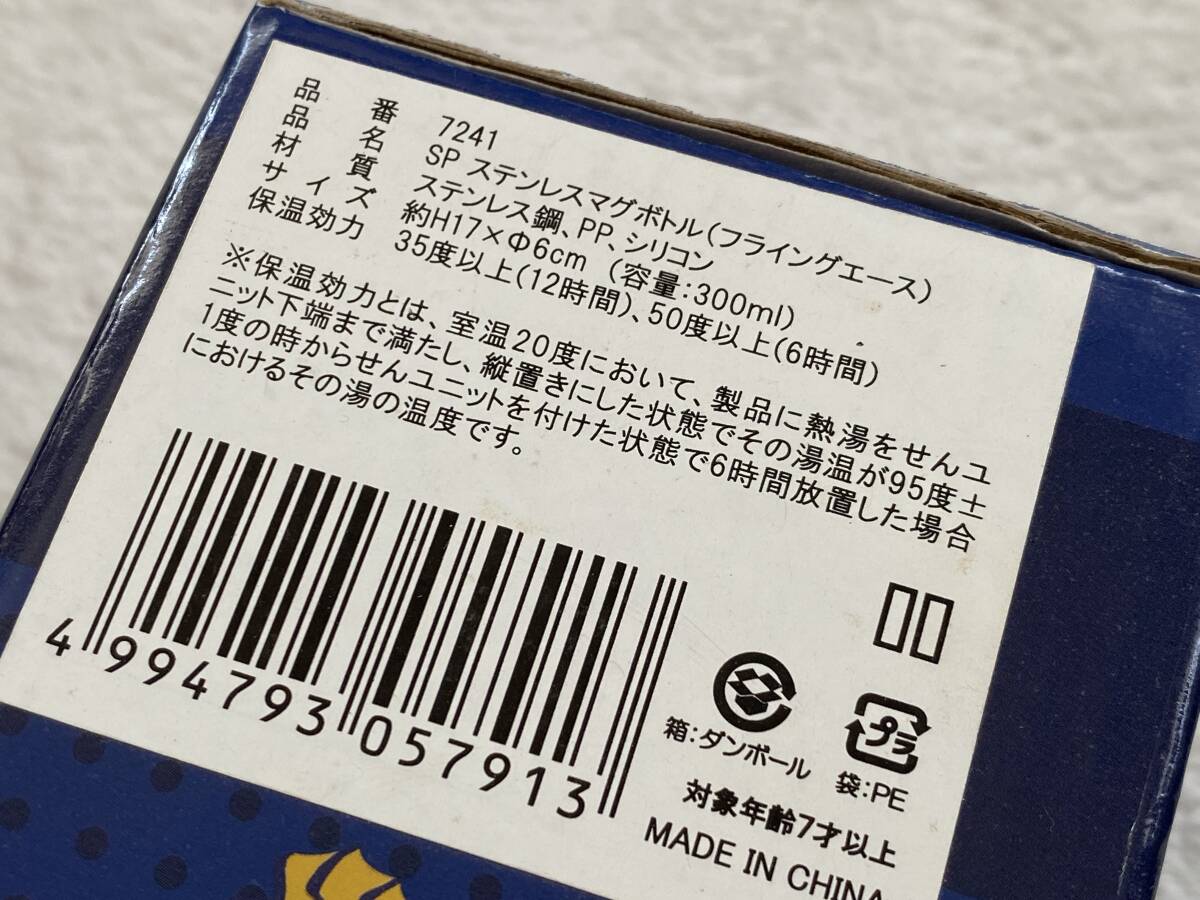 品番 7241
品名 SP ステンレスマグボトル(フライングエース)
材質 ステンレス鋼、PP、シリコン
サイズ 約H17×Φ6cm (容量:300ml)
保温効力 35度以上(12時間)、50度以上(6時間)
※保温効力とは、室温20度において、製品に熱湯をせんユ
ニット下端まで満たし、縦置きにした状態でその湯温が95度±
1度の時からせんユニットを付けた状態で6時間放置した場合
におけるその湯の温度です。
4 994793 057913
箱:ダンボール
プラ
袋:PE
対象年齢7才以上
MADE IN CHINA